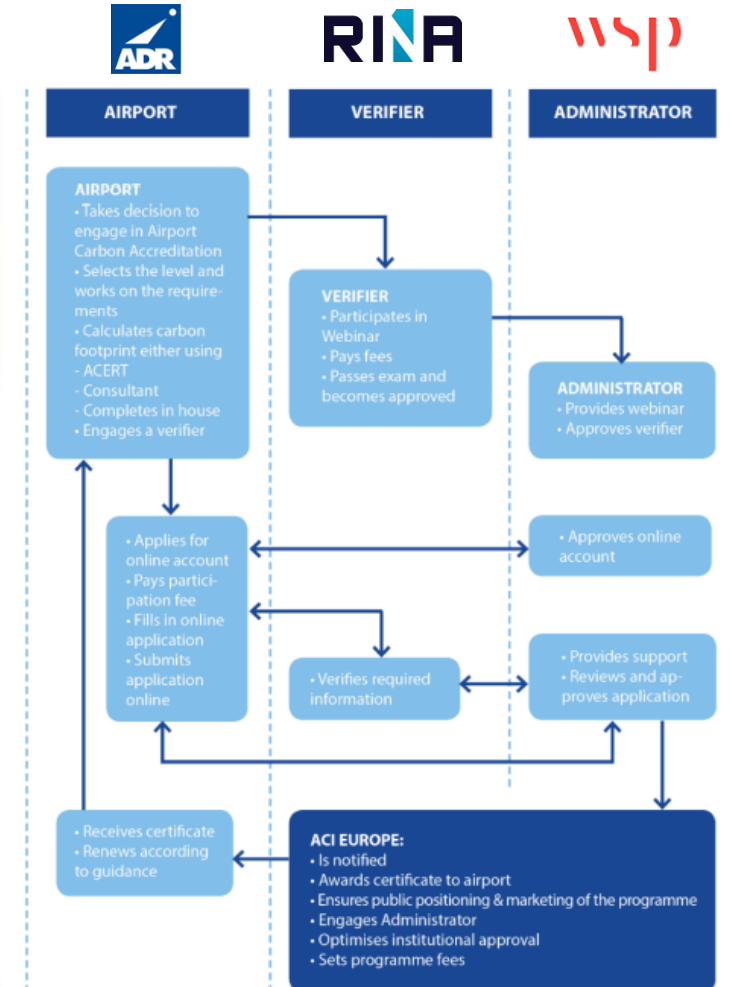 ADR
RINA
wsp
AIRPORT
VERIFIER
ADMINISTRATOR
AIRPORT
• Takes decision to
engage in Airport
Carbon Accreditation
• Selects the level and
works on the require-
ments
• Calculates carbon
footprint either using
- ACERT
- Consultant
- Completes in house
• Engages a verifier
VERIFIER
• Participates in
Webinar
• Pays fees
• Passes exam and
becomes approved
ADMINISTRATOR
• Provides webinar
• Approves verifier
• Applies for
online account
• Pays partici-
pation fee
• Fills in online
application
• Submits
application
online
• Approves online
account
• Verifies required
information
• Provides support
• Reviews and ap-
proves application
• Receives certificate
• Renews according
to guidance
ACI EUROPE:
• Is notified
• Awards certificate to airport
• Ensures public positioning & marketing of the programme
• Engages Administrator
• Optimises institutional approval
• Sets programme fees